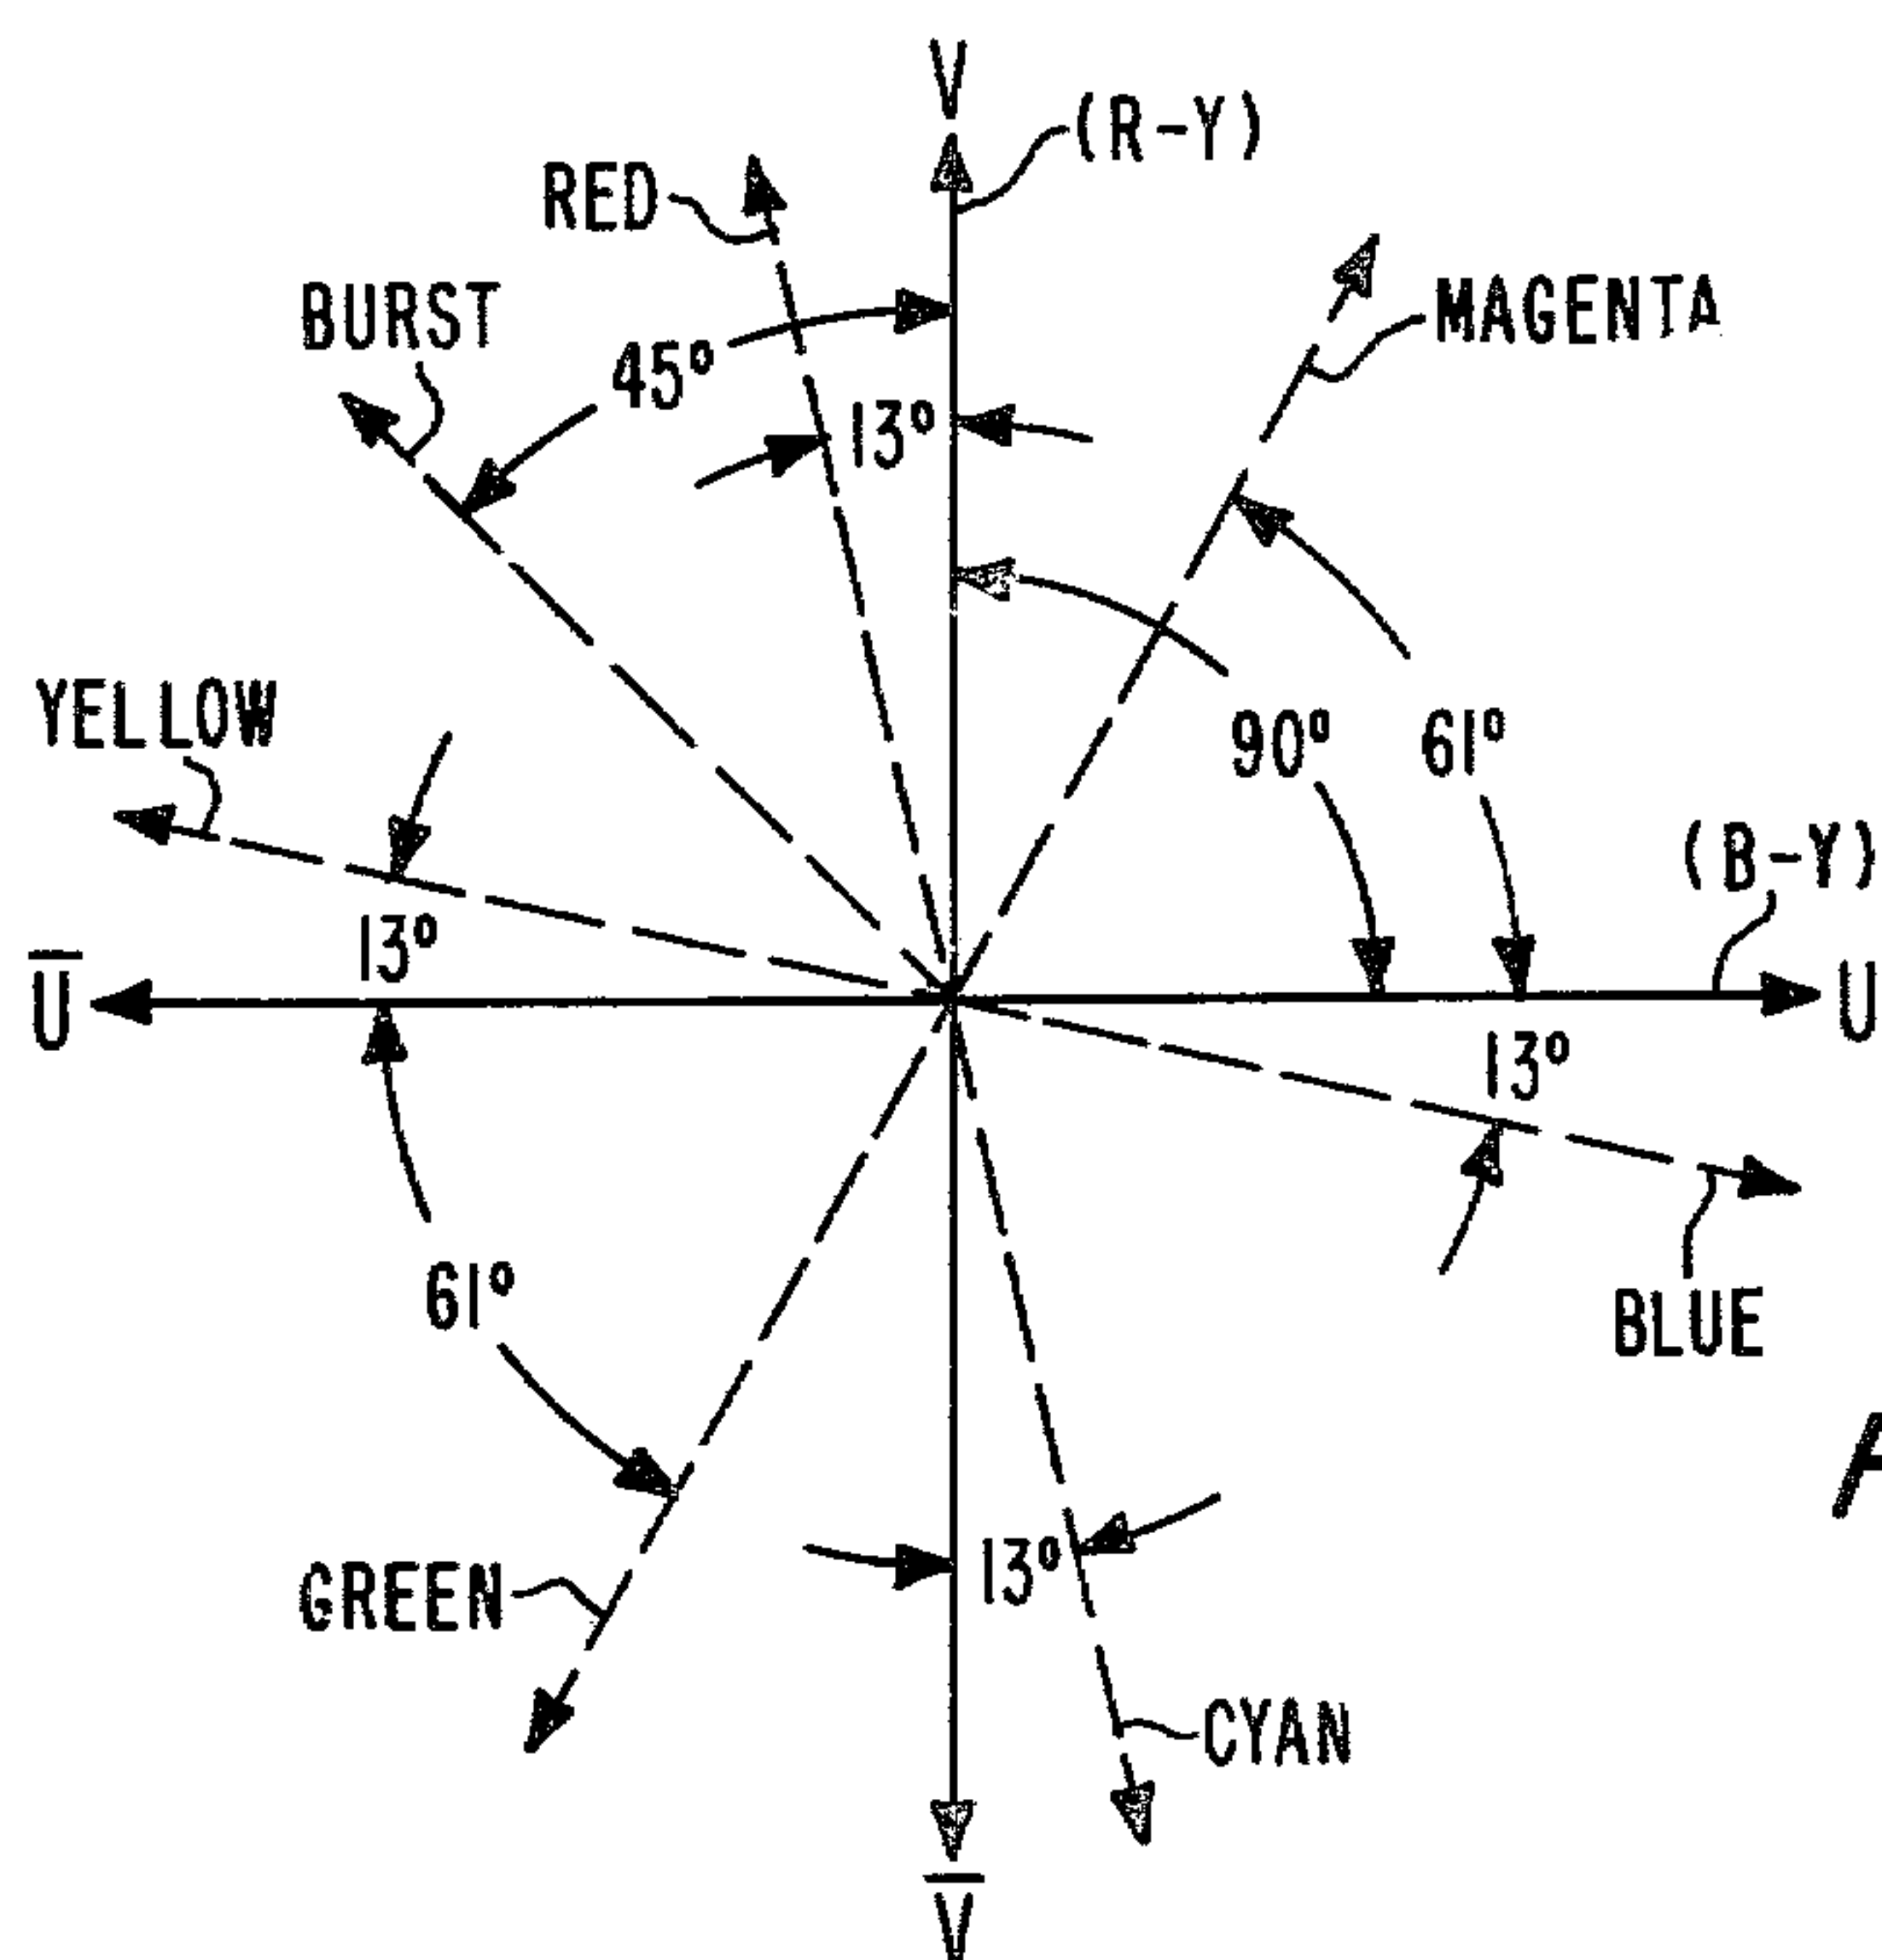 V
(R-Y)
RED
MAGENTA
BURST
45°
13°
YELLOW
90°
61°
(B-Y)
13°
U̅
U
13°
61°
BLUE
13°
GREEN
CYAN
V̅